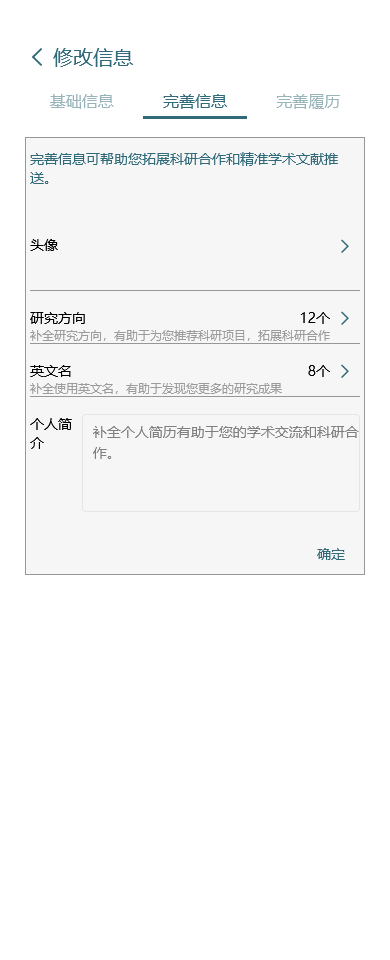 修改信息
基础信息 完善信息 完善履历
完善信息可帮助您拓展科研合作和精准学术文献推
送。
头像
研究方向 12个
补全研究方向，有助于为您推荐科研项目，拓展科研合作
英文名 8个
补全使用英文名，有助于发现您更多的研究成果
个人简
介
补全个人简历有助于您的学术交流和科研合
作。
确定